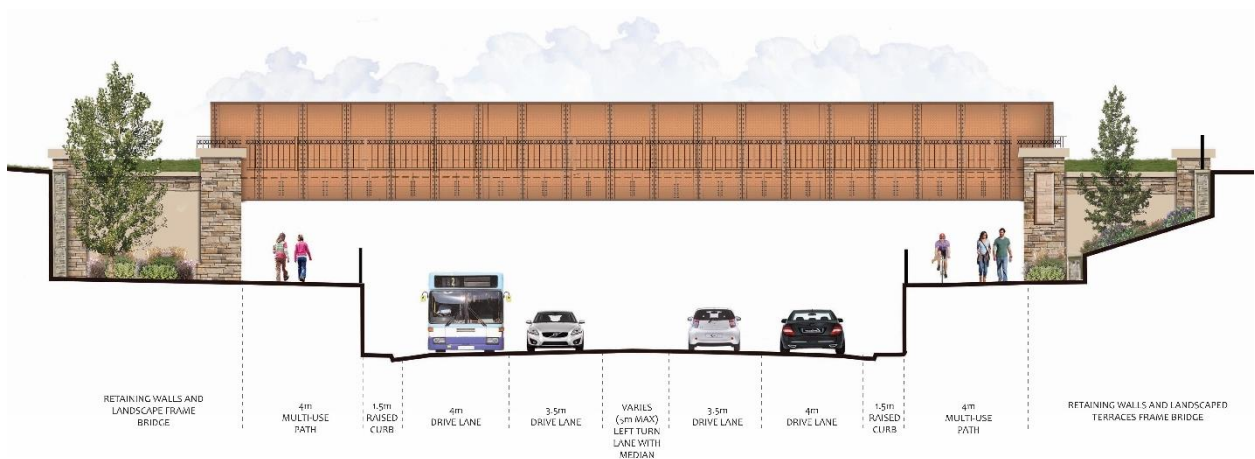 RETAINING WALLS AND
LANDSCAPE FRAME
BRIDGE
4m
MULTI-USE
PATH
1.5m
RAISED
CURB
4m
DRIVE LANE
3.5m
DRIVE LANE
VARIES
(5m MAX)
LEFT TURN
LANE WITH
MEDIAN
3.5m
DRIVE LANE
4m
DRIVE LANE
1.5m
RAISED
CURB
4m
MULTI-USE
PATH
RETAINING WALLS AND LANDSCAPED
TERRACES FRAME BRIDGE